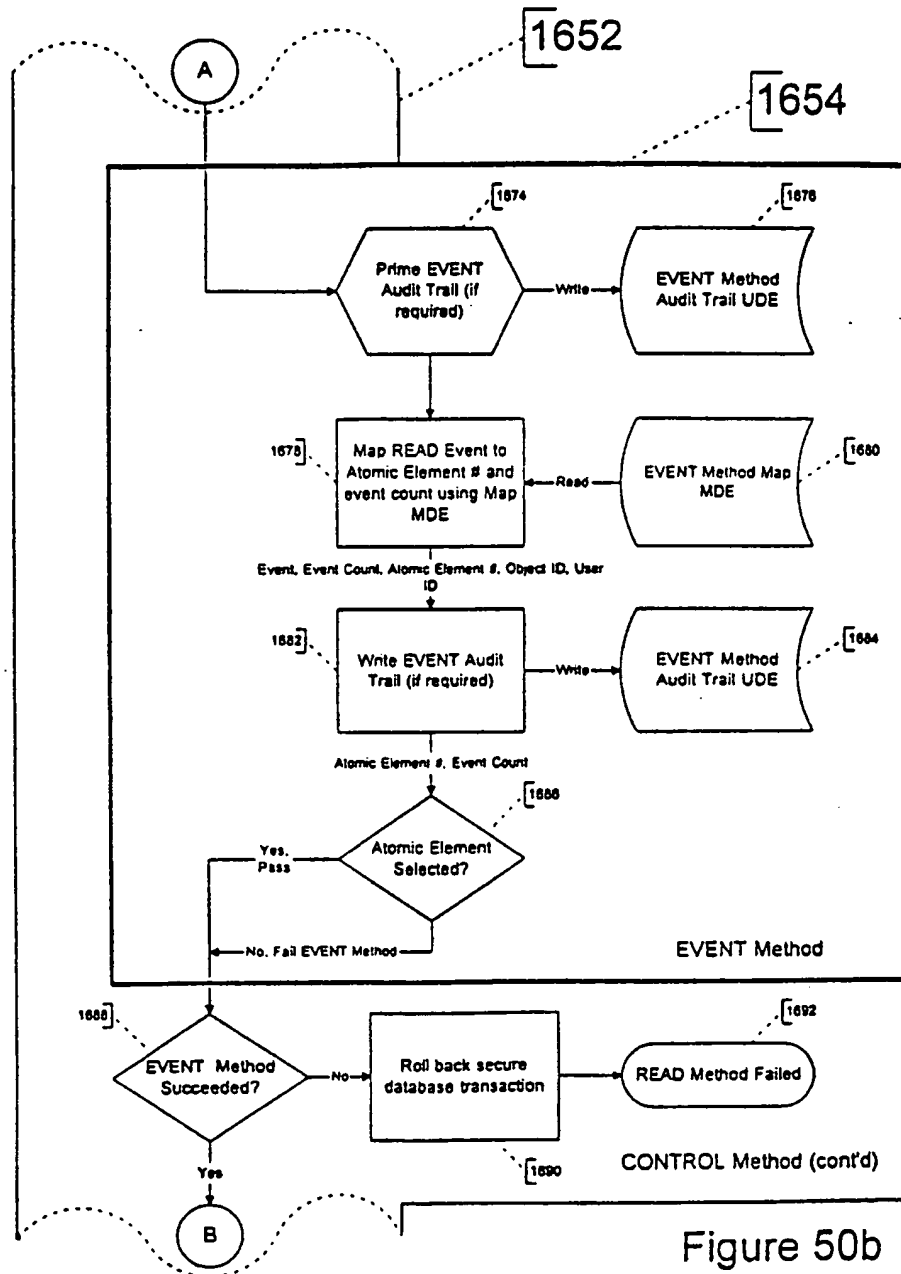 1652
A
1654
1674
1676
Prime EVENT
Audit Trail (if
required)
Write
EVENT Method
Audit Trail UDE
1678
Map READ Event to
Atomic Element # and
event count using Map
MDE
Read
EVENT Method Map
MDE
1680
Event, Event Count, Atomic Element #, Object ID, User
ID
1682
Write EVENT Audit
Trail (if required)
Write
EVENT Method
Audit Trail UDE
1684
Atomic Element #, Event Count
1686
Atomic Element
Selected?
Yes,
Pass
No, Fail EVENT Method
EVENT Method
1688
EVENT Method
Succeeded?
No
Roll back secure
database transaction
1692
READ Method Failed
1690
Yes
CONTROL Method (cont'd)
B
Figure 50b